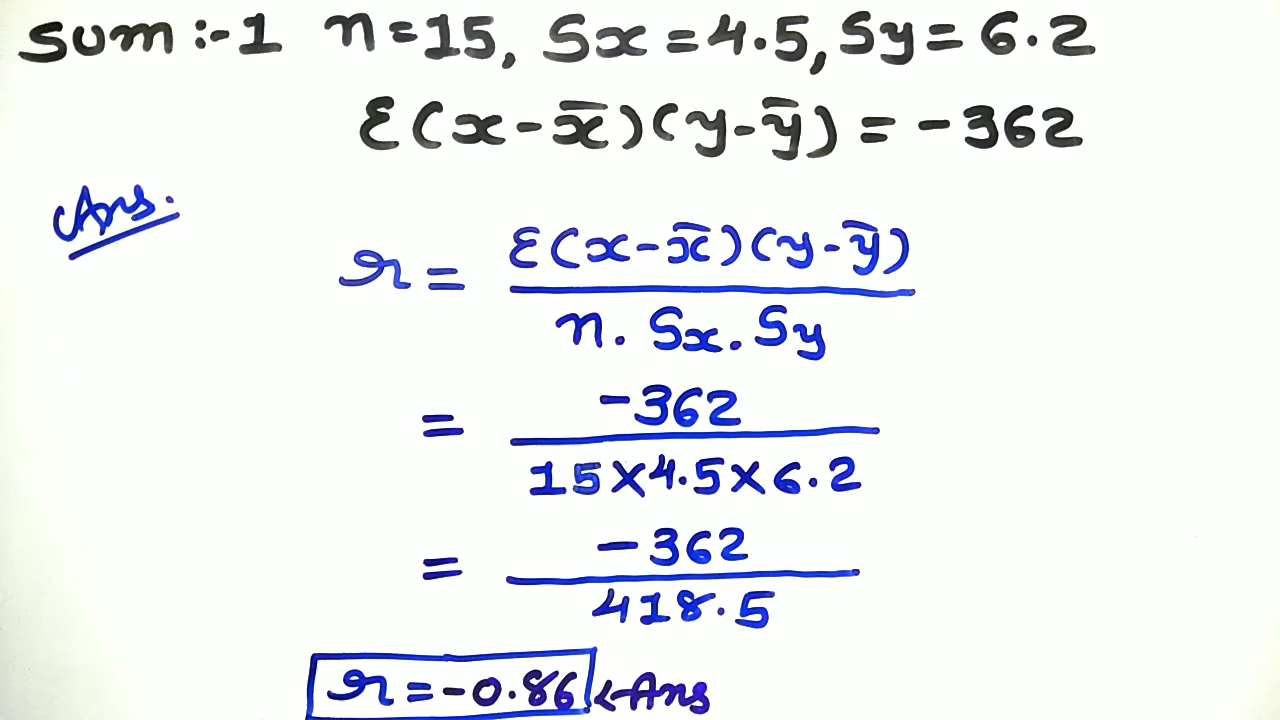 Sum :- 1 n = 15, Sx = 4.5, Sy = 6.2
Σ(x - x̄)(y - ȳ) = -362
Ans.
r = Σ(x - x̄)(y - ȳ) / n. Sx. Sy
= -362 / 15 × 4.5 × 6.2
= -362 / 418.5
r = -0.86 ← Ans